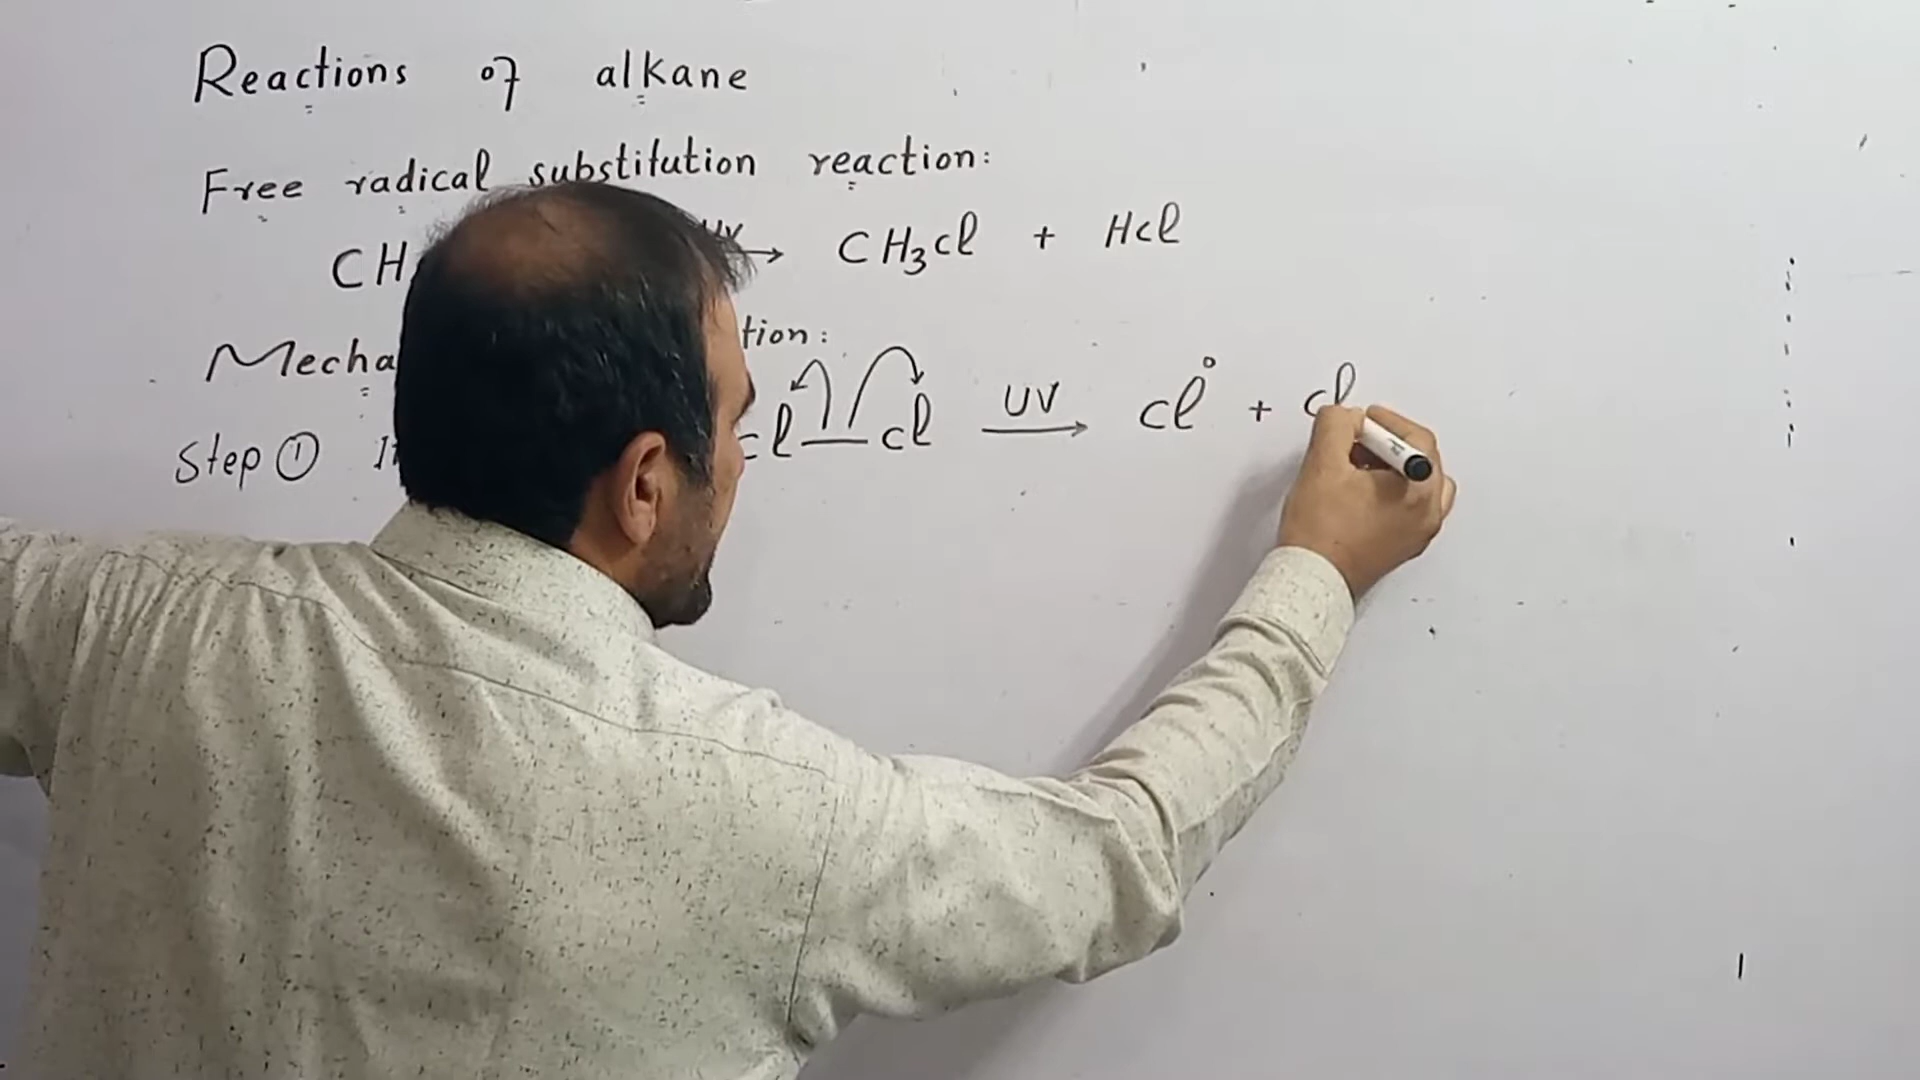 Reactions of alkane
Free radical substitution reaction:
CH → CH₃cl + Hcl
Mecha tion:
Step ① cl—cl UV → cl° + cl